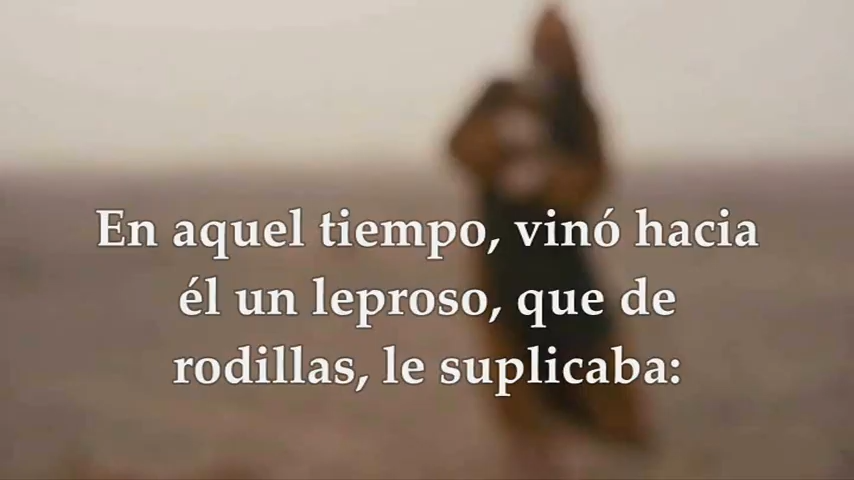 En aquel tiempo, vinó hacia
él un leproso, que de
rodillas, le suplicaba: